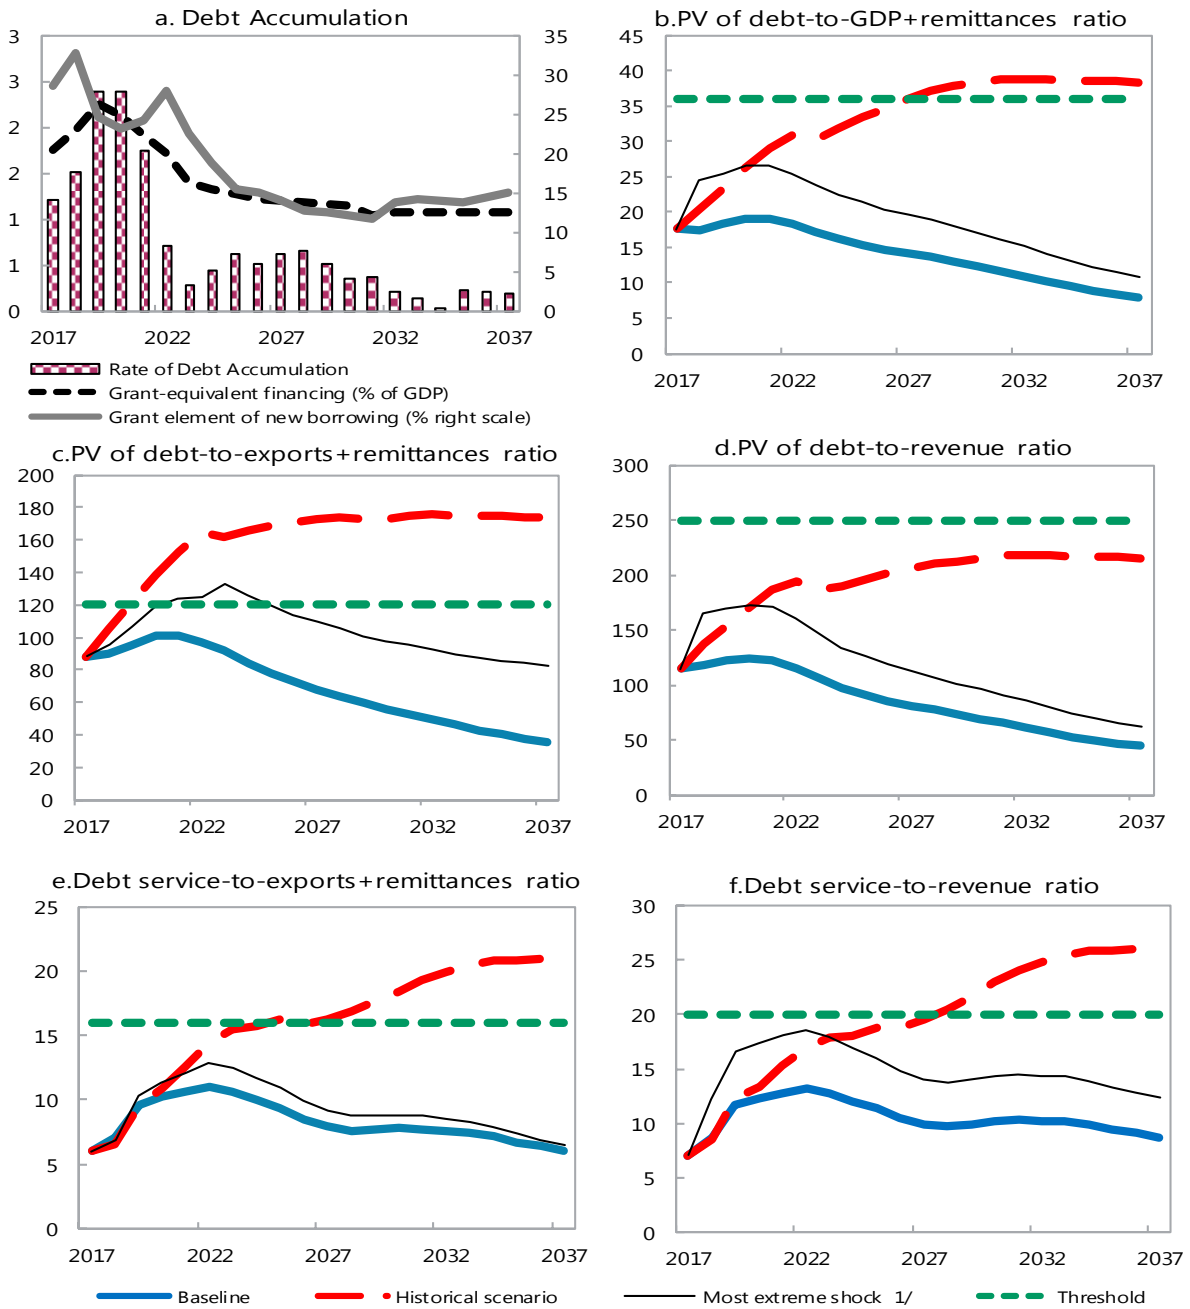 a. Debt Accumulation
3 3 2 2 1 1 0
35 30 25 20 15 10 5 0
2017 2022 2027 2032 2037
Rate of Debt Accumulation
Grant-equivalent financing (% of GDP)
Grant element of new borrowing (% right scale)
b.PV of debt-to-GDP+remittances ratio
45 40 35 30 25 20 15 10 5 0
2017 2022 2027 2032 2037
c.PV of debt-to-exports+remittances ratio
200 180 160 140 120 100 80 60 40 20 0
2017 2022 2027 2032 2037
d.PV of debt-to-revenue ratio
300 250 200 150 100 50 0
2017 2022 2027 2032 2037
e.Debt service-to-exports+remittances ratio
25 20 15 10 5 0
2017 2022 2027 2032 2037
f.Debt service-to-revenue ratio
30 25 20 15 10 5 0
2017 2022 2027 2032 2037
Baseline Historical scenario Most extreme shock 1/ Threshold